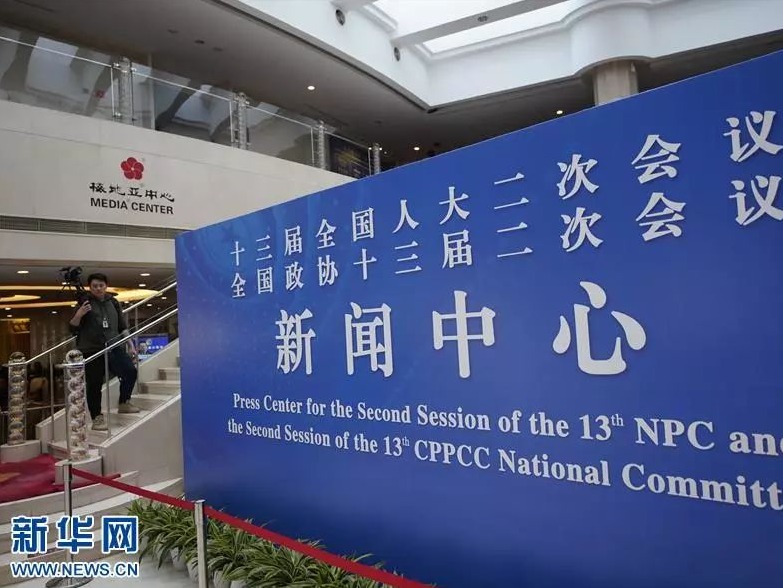 梅地亚中心
MEDIA CENTER
十三届全国人大二次会议
全国政协十三届二次会议
新闻中心
Press Center for the Second Session of the 13th NPC and
the Second Session of the 13th CPPCC National Committ
新华网
WWW.NEWS.CN